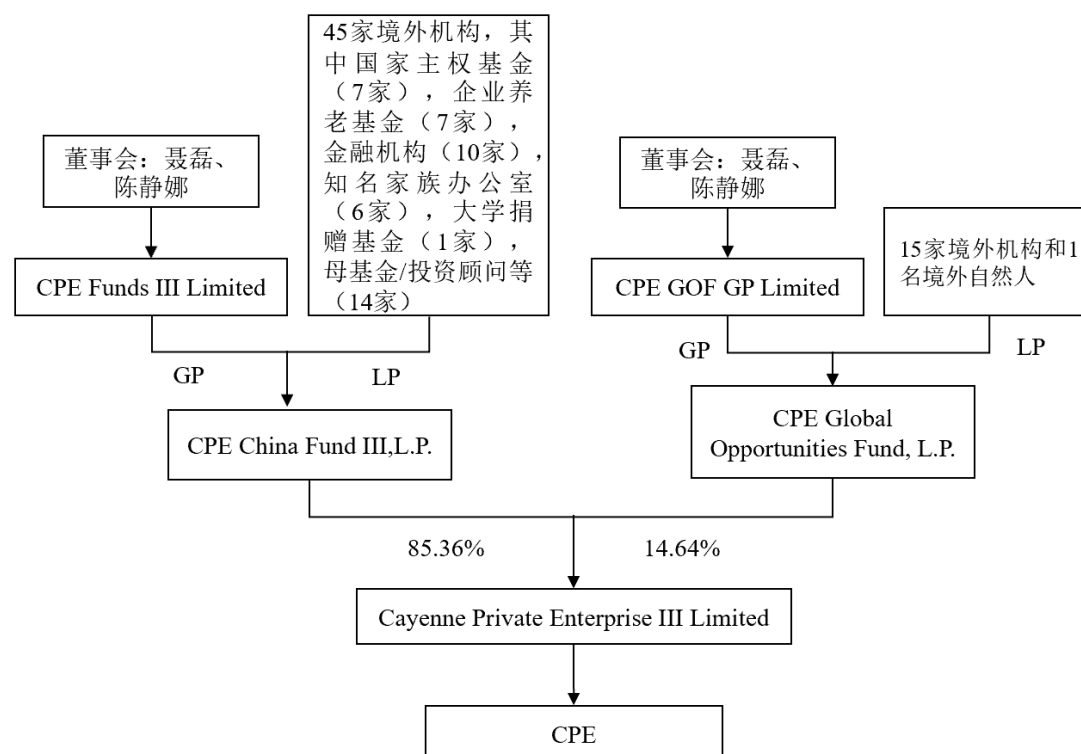 45家境外机构，其
中国家主权基金
（7家），企业养
老基金（7家），
金融机构（10家），
知名家族办公室
（6家），大学捐
赠基金（1家），
母基金/投资顾问等
（14家）
董事会：聂磊、
陈静娜
董事会：聂磊、
陈静娜
15家境外机构和1
名境外自然人
CPE Funds III Limited
CPE GOF GP Limited
GP
LP
GP
LP
CPE China Fund III,L.P.
CPE Global
Opportunities Fund, L.P.
85.36%
14.64%
Cayenne Private Enterprise III Limited
CPE